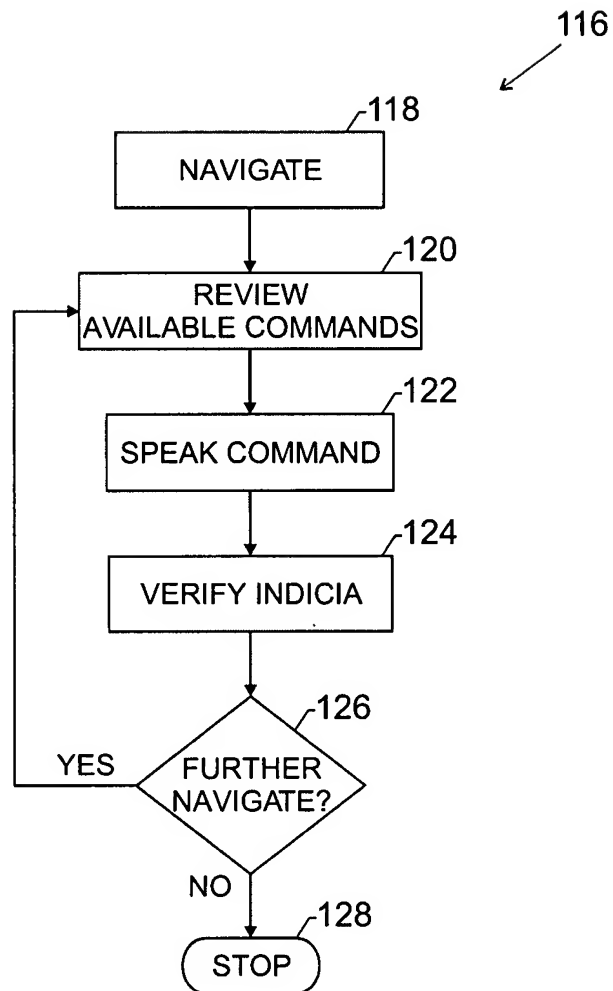 116
118
NAVIGATE
120
REVIEW
AVAILABLE COMMANDS
122
SPEAK COMMAND
124
VERIFY INDICIA
126
YES
FURTHER
NAVIGATE?
NO
128
STOP